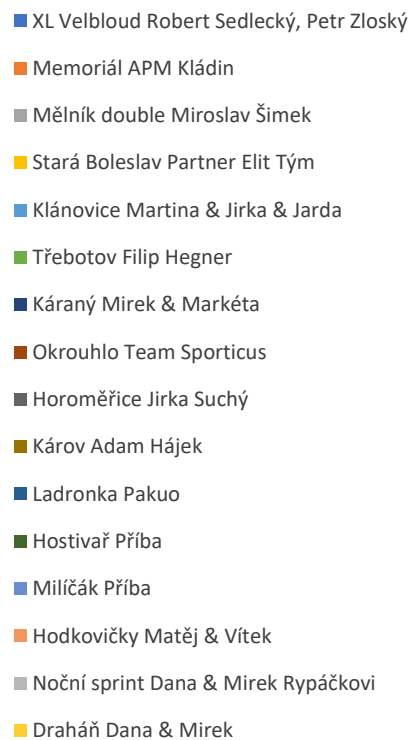 XL Velbloud Robert Sedlecký, Petr Zloský
Memoriál APM Kládin
Mělník double Miroslav Šimek
Stará Boleslav Partner Elit Tým
Klánovice Martina & Jirka & Jarda
Třebotov Filip Hegner
Káraný Mirek & Markéta
Okrouhlo Team Sporticus
Horoměřice Jirka Suchý
Károv Adam Hájek
Ladronka Pakuo
Hostivař Příba
Milíčák Příba
Hodkovičky Matěj & Vítek
Noční sprint Dana & Mirek Rypáčkovi
Draháň Dana & Mirek